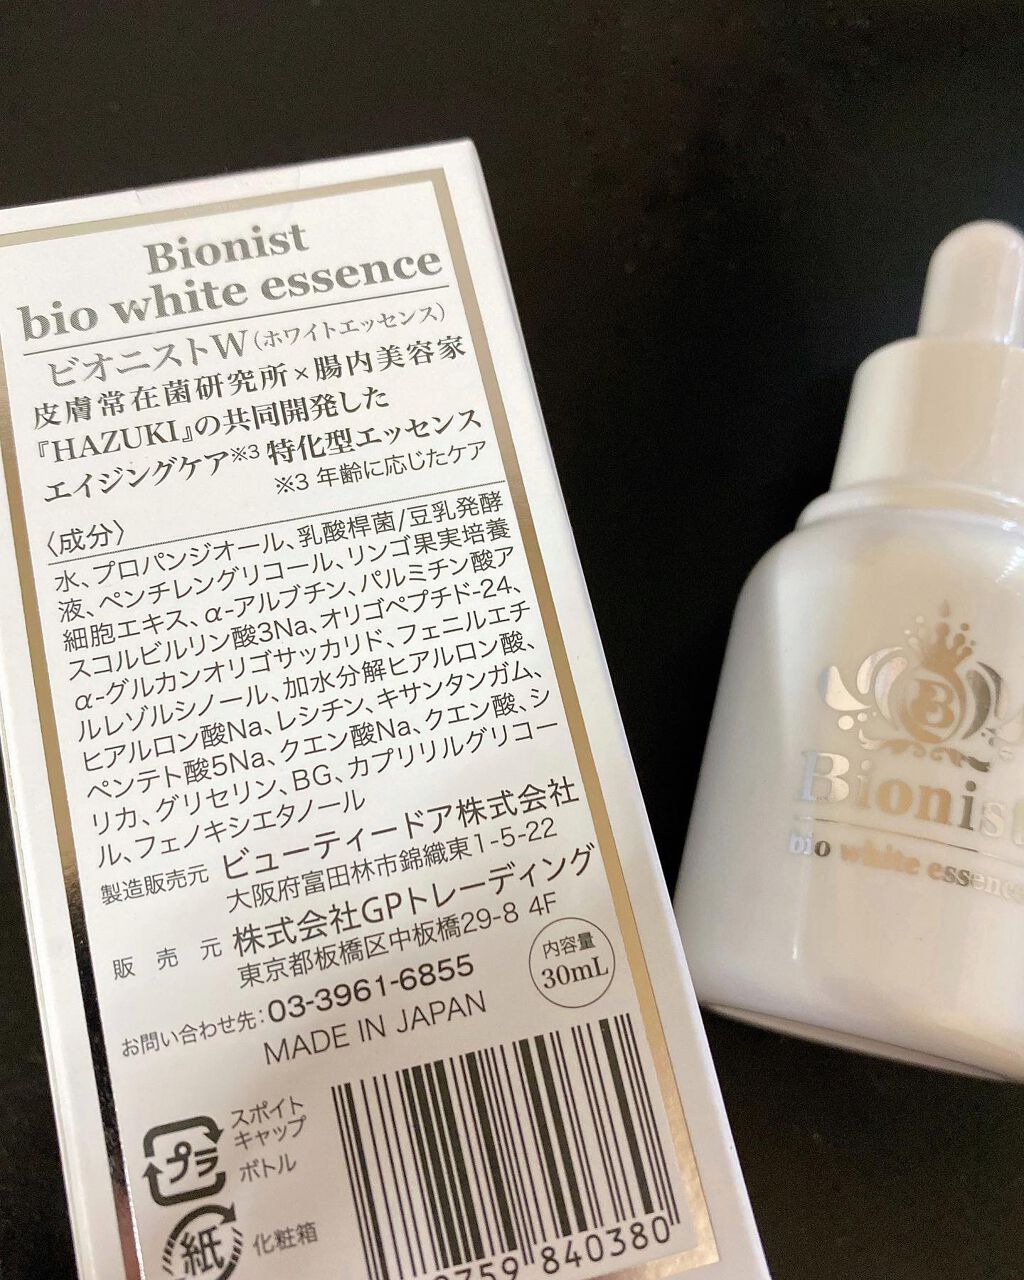 Bionist
bio white essence
ビオニストW(ホワイトエッセンス)
皮膚常在菌研究所×腸内美容家
『HAZUKI』の共同開発した
エイジングケア※3 特化型エッセンス
※3 年齢に応じたケア
〈成分〉
水、プロパンジオール、乳酸桿菌/豆乳発酵
液、ペンチレングリコール、リンゴ果実培養
細胞エキス、α-アルブチン、パルミチン酸ア
スコルビルリン酸3Na、オリゴペプチド-24、
α-グルカンオリゴサッカリド、フェニルエチ
ルレゾルシノール、加水分解ヒアルロン酸、
ヒアルロン酸Na、レシチン、キサンタンガム、
ペンテト酸5Na、クエン酸Na、クエン酸、シ
リカ、グリセリン、BG、カプリリルグリコー
ル、フェノキシエタノール
製造販売元 ビューティードア株式会社
大阪府富田林市錦織東1-5-22
販売元 株式会社GPトレーディング
東京都板橋区中板橋29-8 4F
お問い合わせ先:03-3961-6855
MADE IN JAPAN
内容量
30mL
プラ
スポイト
キャップ
ボトル
紙
化粧箱
840380
B
Bionist
bio white essence